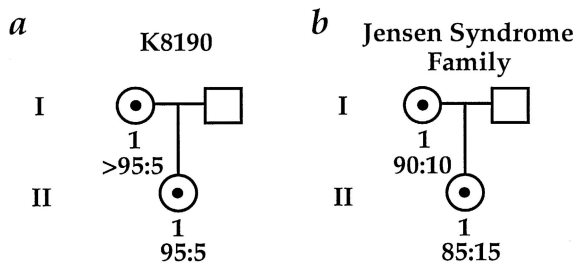 a
K8190
I
1
>95:5
II
1
95:5
b
Jensen Syndrome
Family
I
1
90:10
II
1
85:15